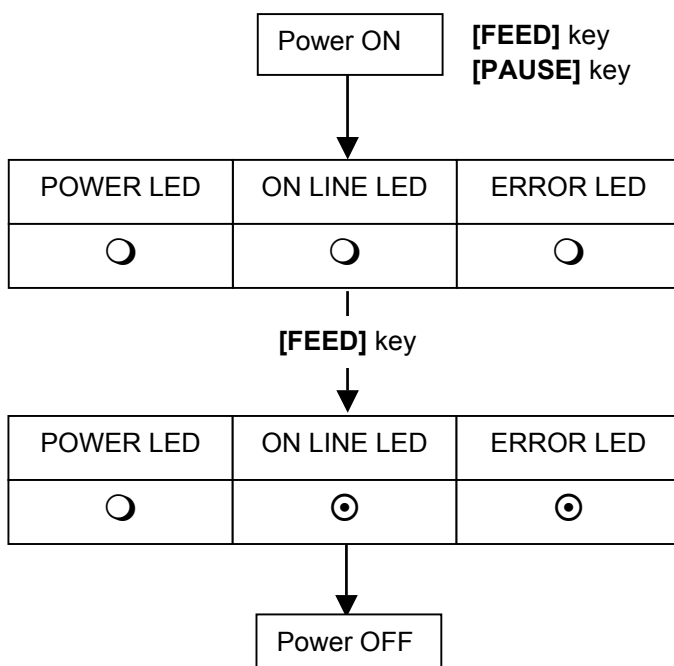 Power ON
[FEED] key
[PAUSE] key
POWER LED ON LINE LED ERROR LED
[FEED] key
POWER LED ON LINE LED ERROR LED
Power OFF